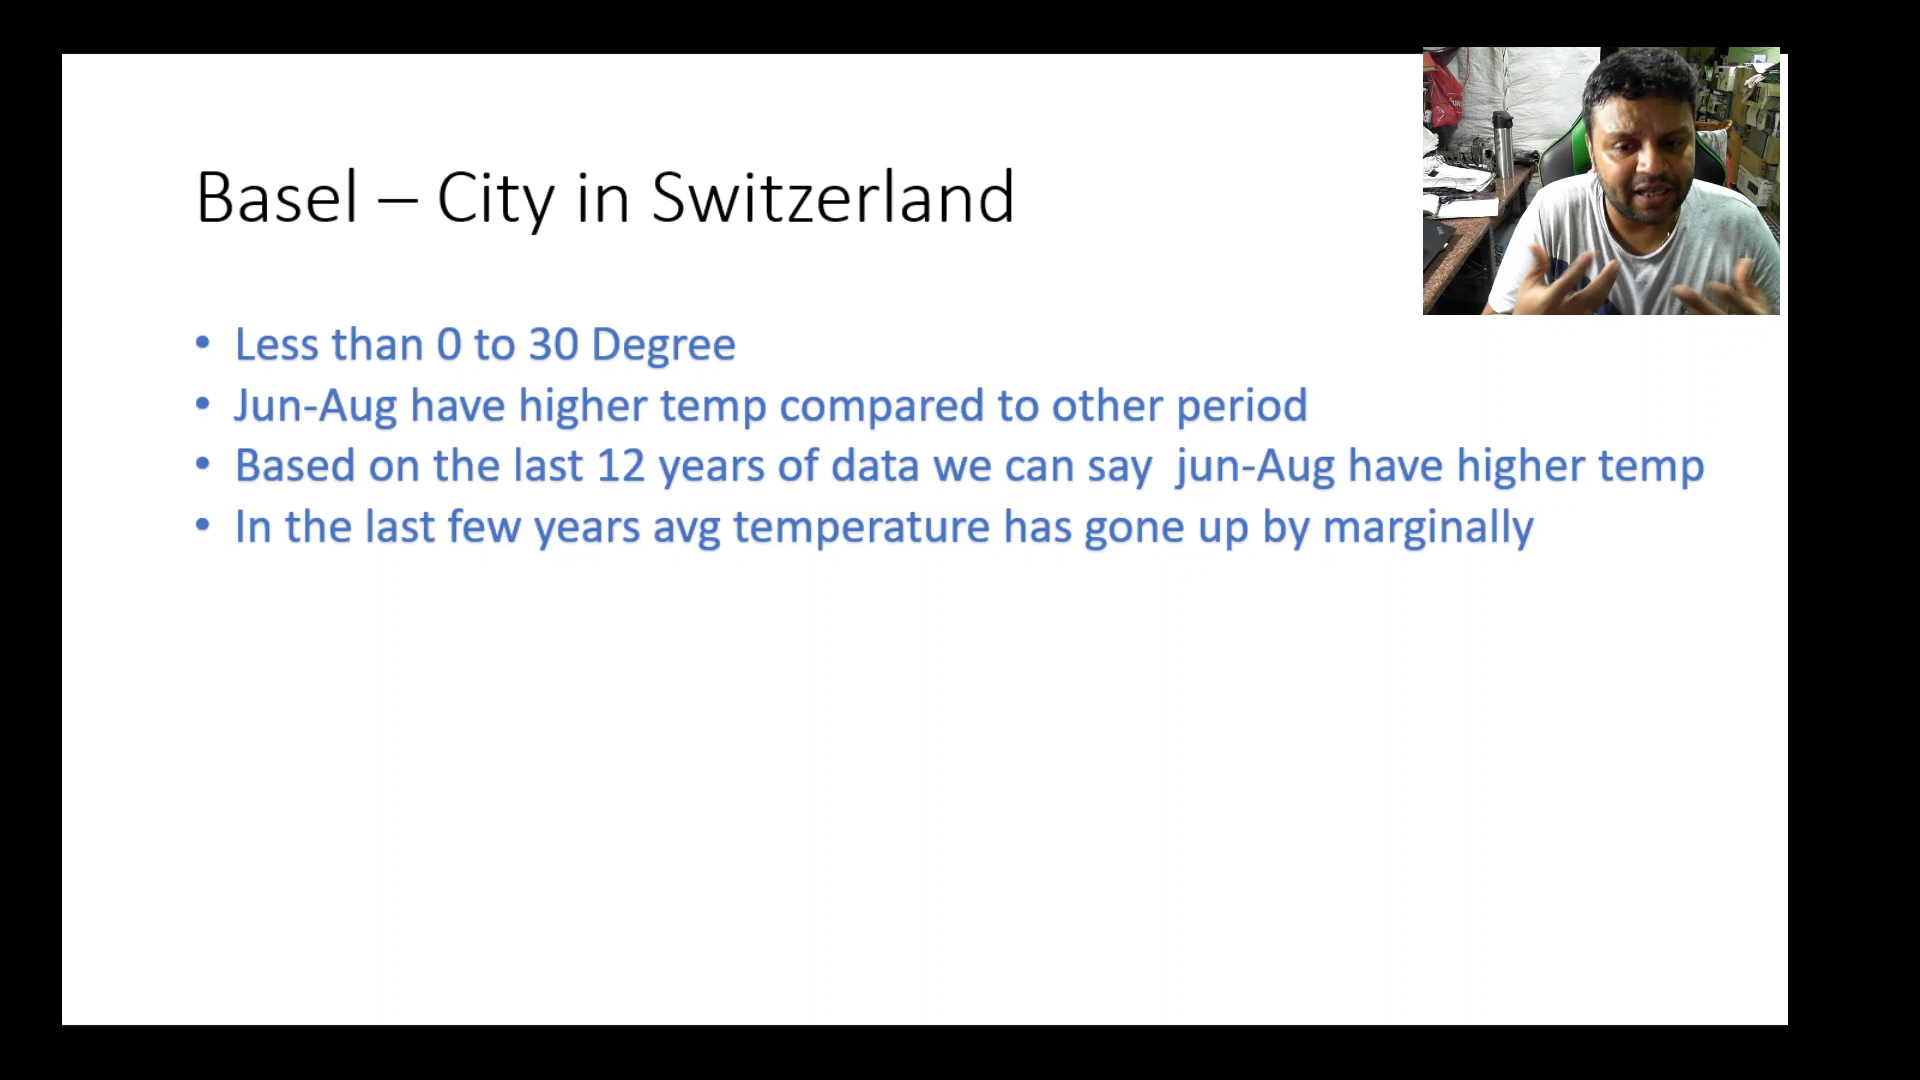 Basel – City in Switzerland
• Less than 0 to 30 Degree
• Jun-Aug have higher temp compared to other period
• Based on the last 12 years of data we can say  jun-Aug have higher temp
• In the last few years avg temperature has gone up by marginally